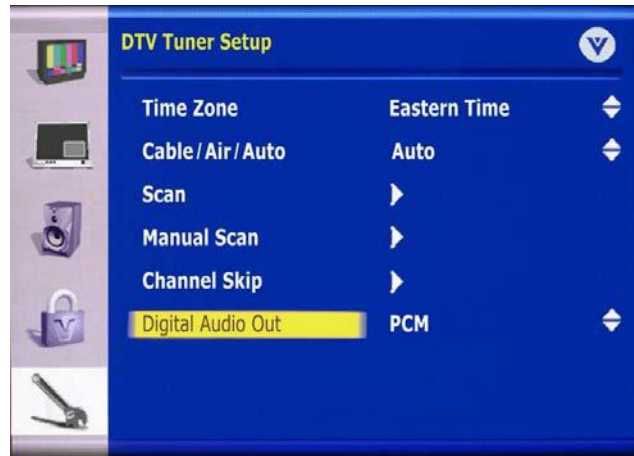 DTV Tuner Setup
Time Zone Eastern Time
Cable/Air/Auto Auto
Scan
Manual Scan
Channel Skip
Digital Audio Out PCM